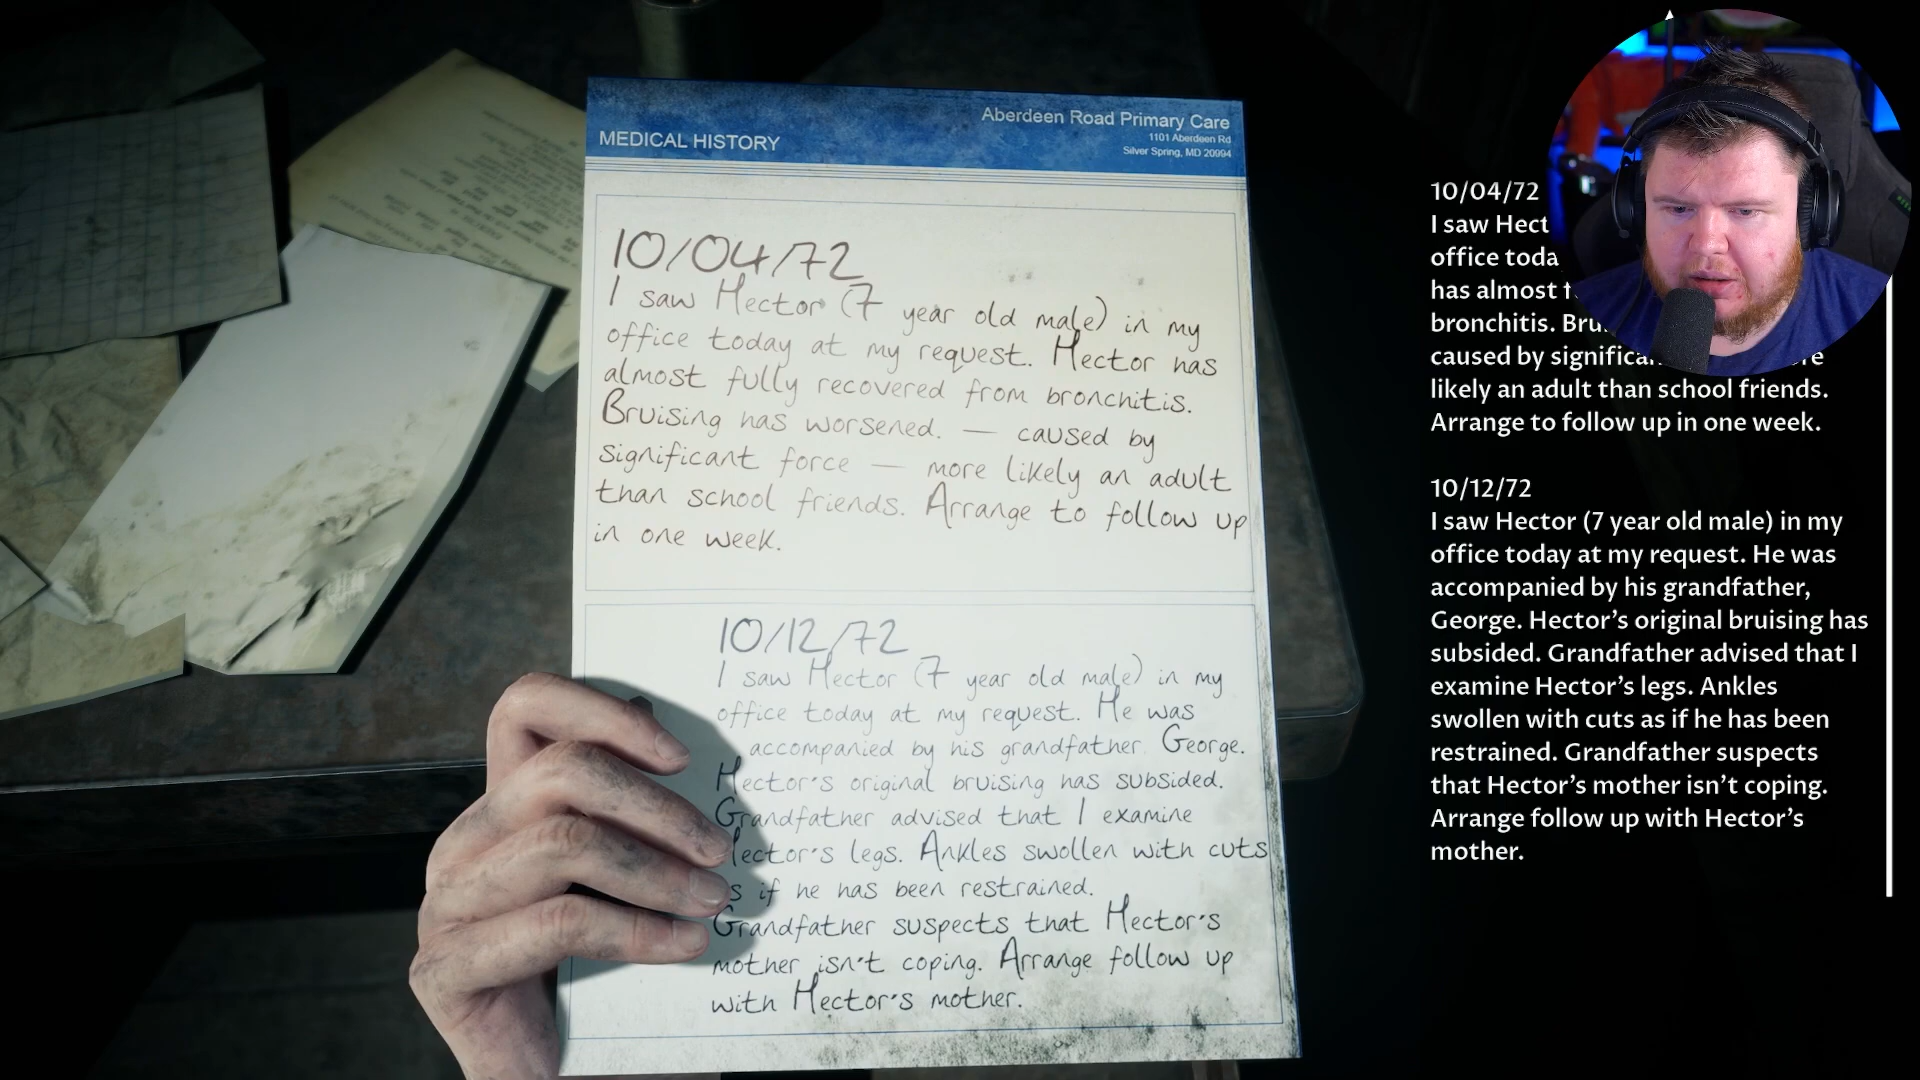 MEDICAL HISTORY
Aberdeen Road Primary Care
1101 Aberdeen Rd
Silver Spring, MD 20994
10/04/72
I saw Hector (7 year old male) in my
office today at my request. Hector has
almost fully recovered from bronchitis.
Bruising has worsened. — caused by
significant force — more likely an adult
than school friends. Arrange to follow up
in one week.
10/12/72
I saw Hector (7 year old male) in my
office today at my request. He was
accompanied by his grandfather. George.
Hector's original bruising has subsided.
Grandfather advised that I examine
Hector's legs. Ankles swollen with cuts
as if he has been restrained.
Grandfather suspects that Hector's
mother isn't coping. Arrange follow up
with Hector's mother.
10/04/72
I saw Hect
office toda
has almost f
bronchitis. Bru
caused by significan re
likely an adult than school friends.
Arrange to follow up in one week.
10/12/72
I saw Hector (7 year old male) in my
office today at my request. He was
accompanied by his grandfather,
George. Hector's original bruising has
subsided. Grandfather advised that I
examine Hector's legs. Ankles
swollen with cuts as if he has been
restrained. Grandfather suspects
that Hector's mother isn't coping.
Arrange follow up with Hector's
mother.